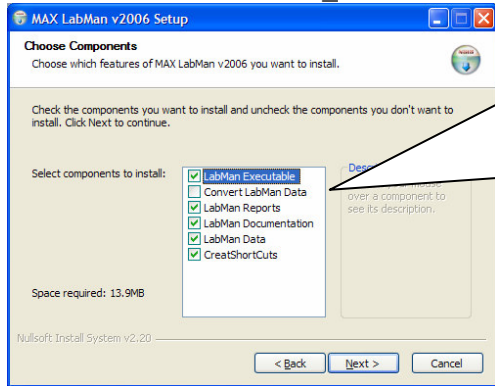 MAX LabMan v2006 Setup
Choose Components
Choose which features of MAX LabMan v2006 you want to install.
Check the components you want to install and uncheck the components you don't want to
install. Click Next to continue.
Select components to install:
LabMan Executable
Convert LabMan Data
LabMan Reports
LabMan Documentation
LabMan Data
CreatShortCuts
over a component to
see its description.
Space required: 13.9MB
Nullsoft Install System v2.20
< Back
Next >
Cancel